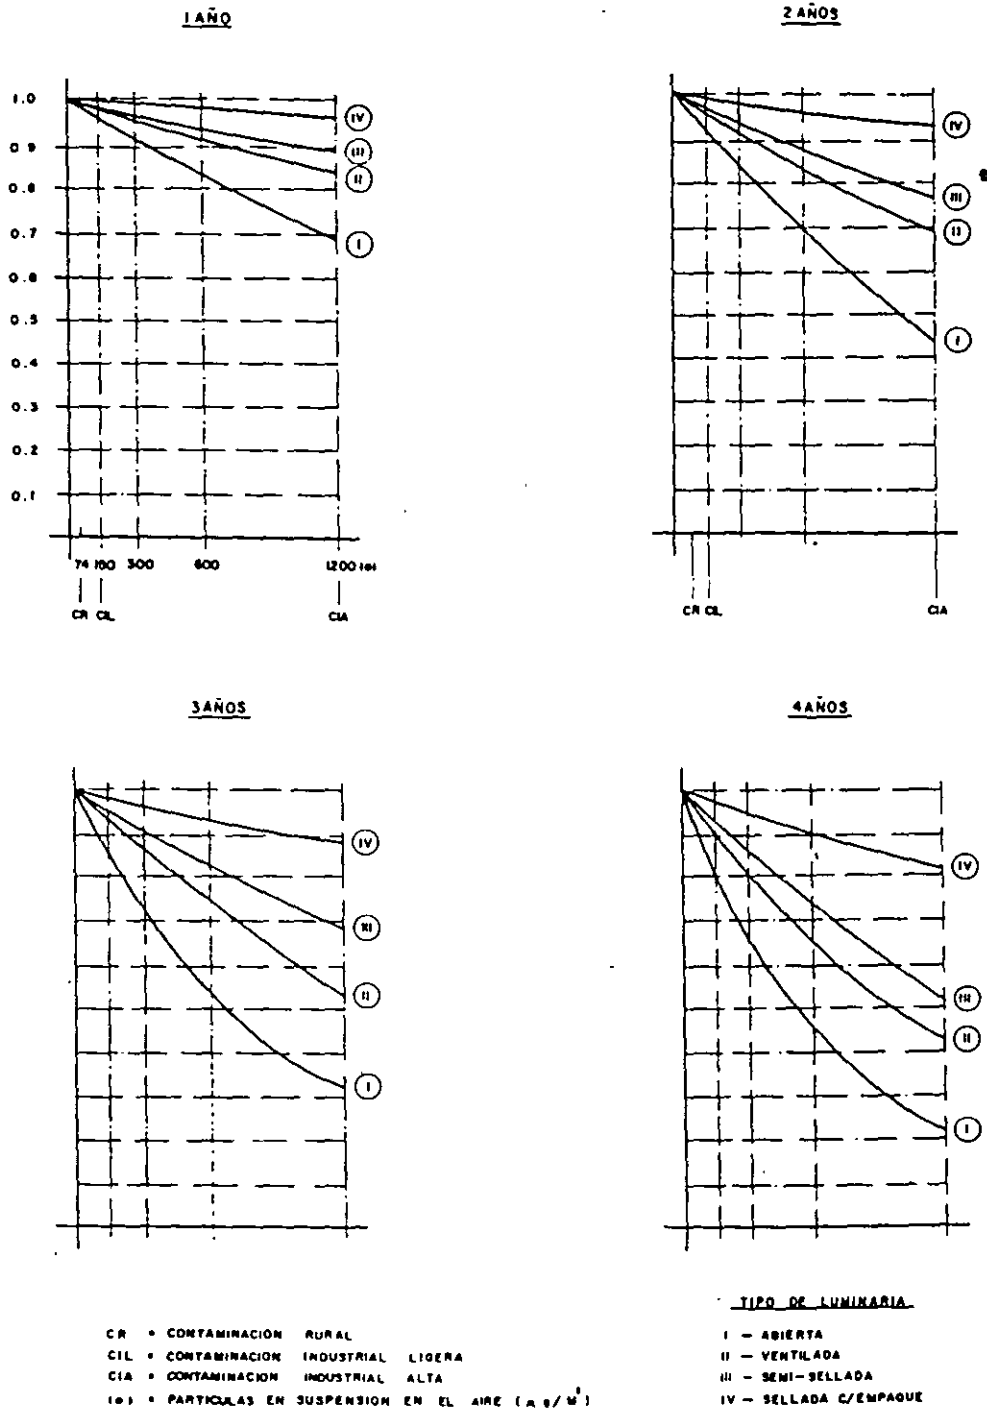 1 AÑO
2 AÑOS
1.0
0.9
0.8
0.7
0.6
0.5
0.4
0.3
0.2
0.1
IV
III
II
I
IV
III
II
I
74 150 300 600 1200
CR CIL CIA
CR CIL CIA
3 AÑOS
4 AÑOS
IV
III
II
I
IV
III
II
I
CR = CONTAMINACION RURAL
CIL = CONTAMINACION INDUSTRIAL LIGERA
CIA = CONTAMINACION INDUSTRIAL ALTA
= PARTICULAS EN SUSPENSION EN EL AIRE
TIPO DE LUMINARIA
I - ABIERTA
II - VENTILADA
III - SEMI-SELLADA
IV - SELLADA C/EMPAQUE